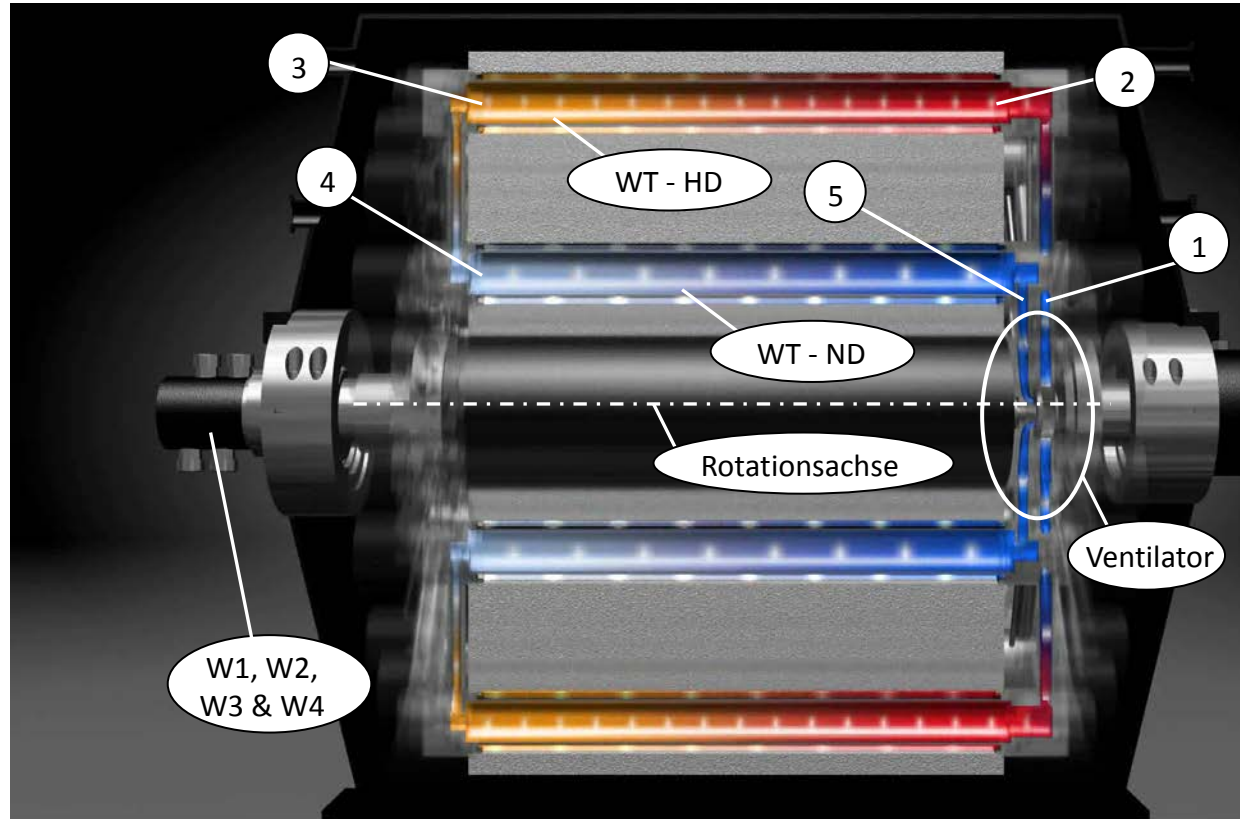 3
2
WT - HD
4
5
1
WT - ND
Rotationsachse
Ventilator
W1, W2,
W3 & W4